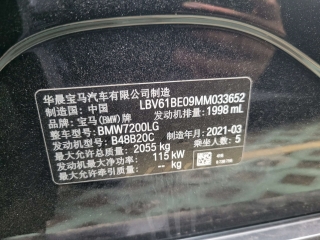 华晨宝马汽车有限公司制造 LBV61BE09MM033652
品牌: 宝马(BMW)牌 发动机排量: 1998 mL
整车型号: BMW7200LG
发动机型号: B48B20C 制造年月: 2021-03
最大允许总质量: 2055 kg 乘坐人数: 5
发动机最大净功率: 115 kW
最大允许牵引质量: -- kg